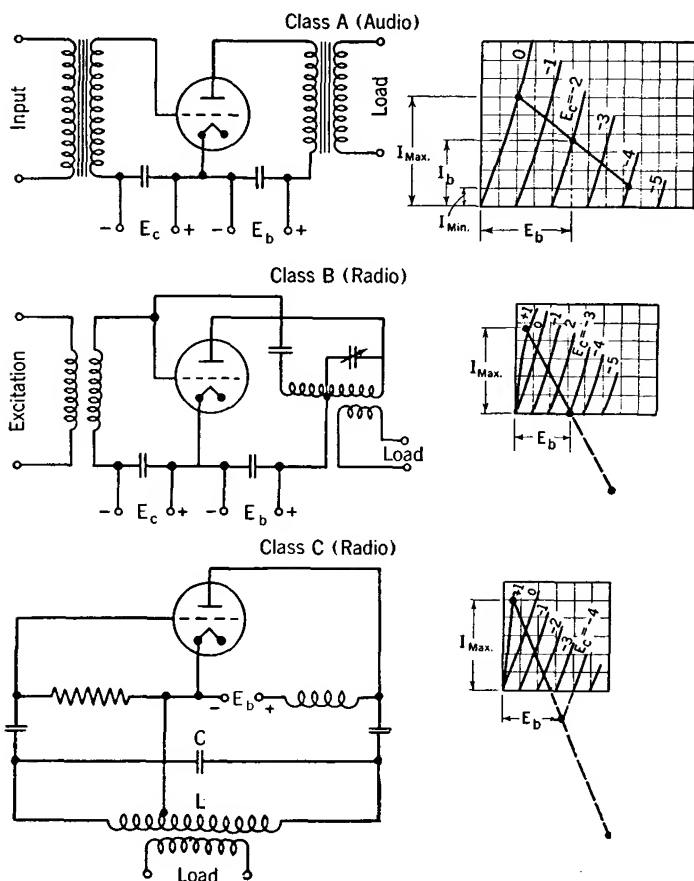 Class A (Audio)
Input
Load
- E_c +
- E_b +
0
-1
E_c=-2
-3
-4
-5
I_Max.
I_b
I_Min.
E_b
Class B (Radio)
Excitation
Load
- E_c +
- E_b +
+1
0
-1
2
E_c=-3
-4
-5
I_Max.
E_b
Class C (Radio)
- E_b +
C
L
Load
+1
0
-1
-2
-3
E_c=-4
I_Max.
E_b